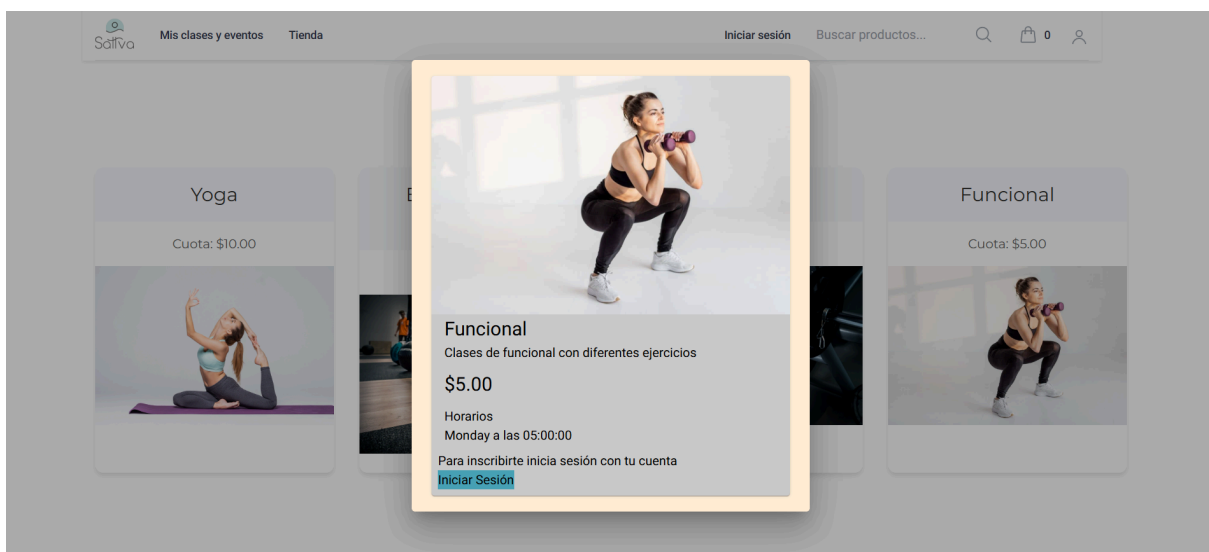 Sattva
Mis clases y eventos Tienda Iniciar sesión Buscar productos... 0
Yoga
Cuota: $10.00
Funcional
Clases de funcional con diferentes ejercicios
$5.00
Horarios
Monday a las 05:00:00
Para inscribirte inicia sesión con tu cuenta
Iniciar Sesión
Funcional
Cuota: $5.00